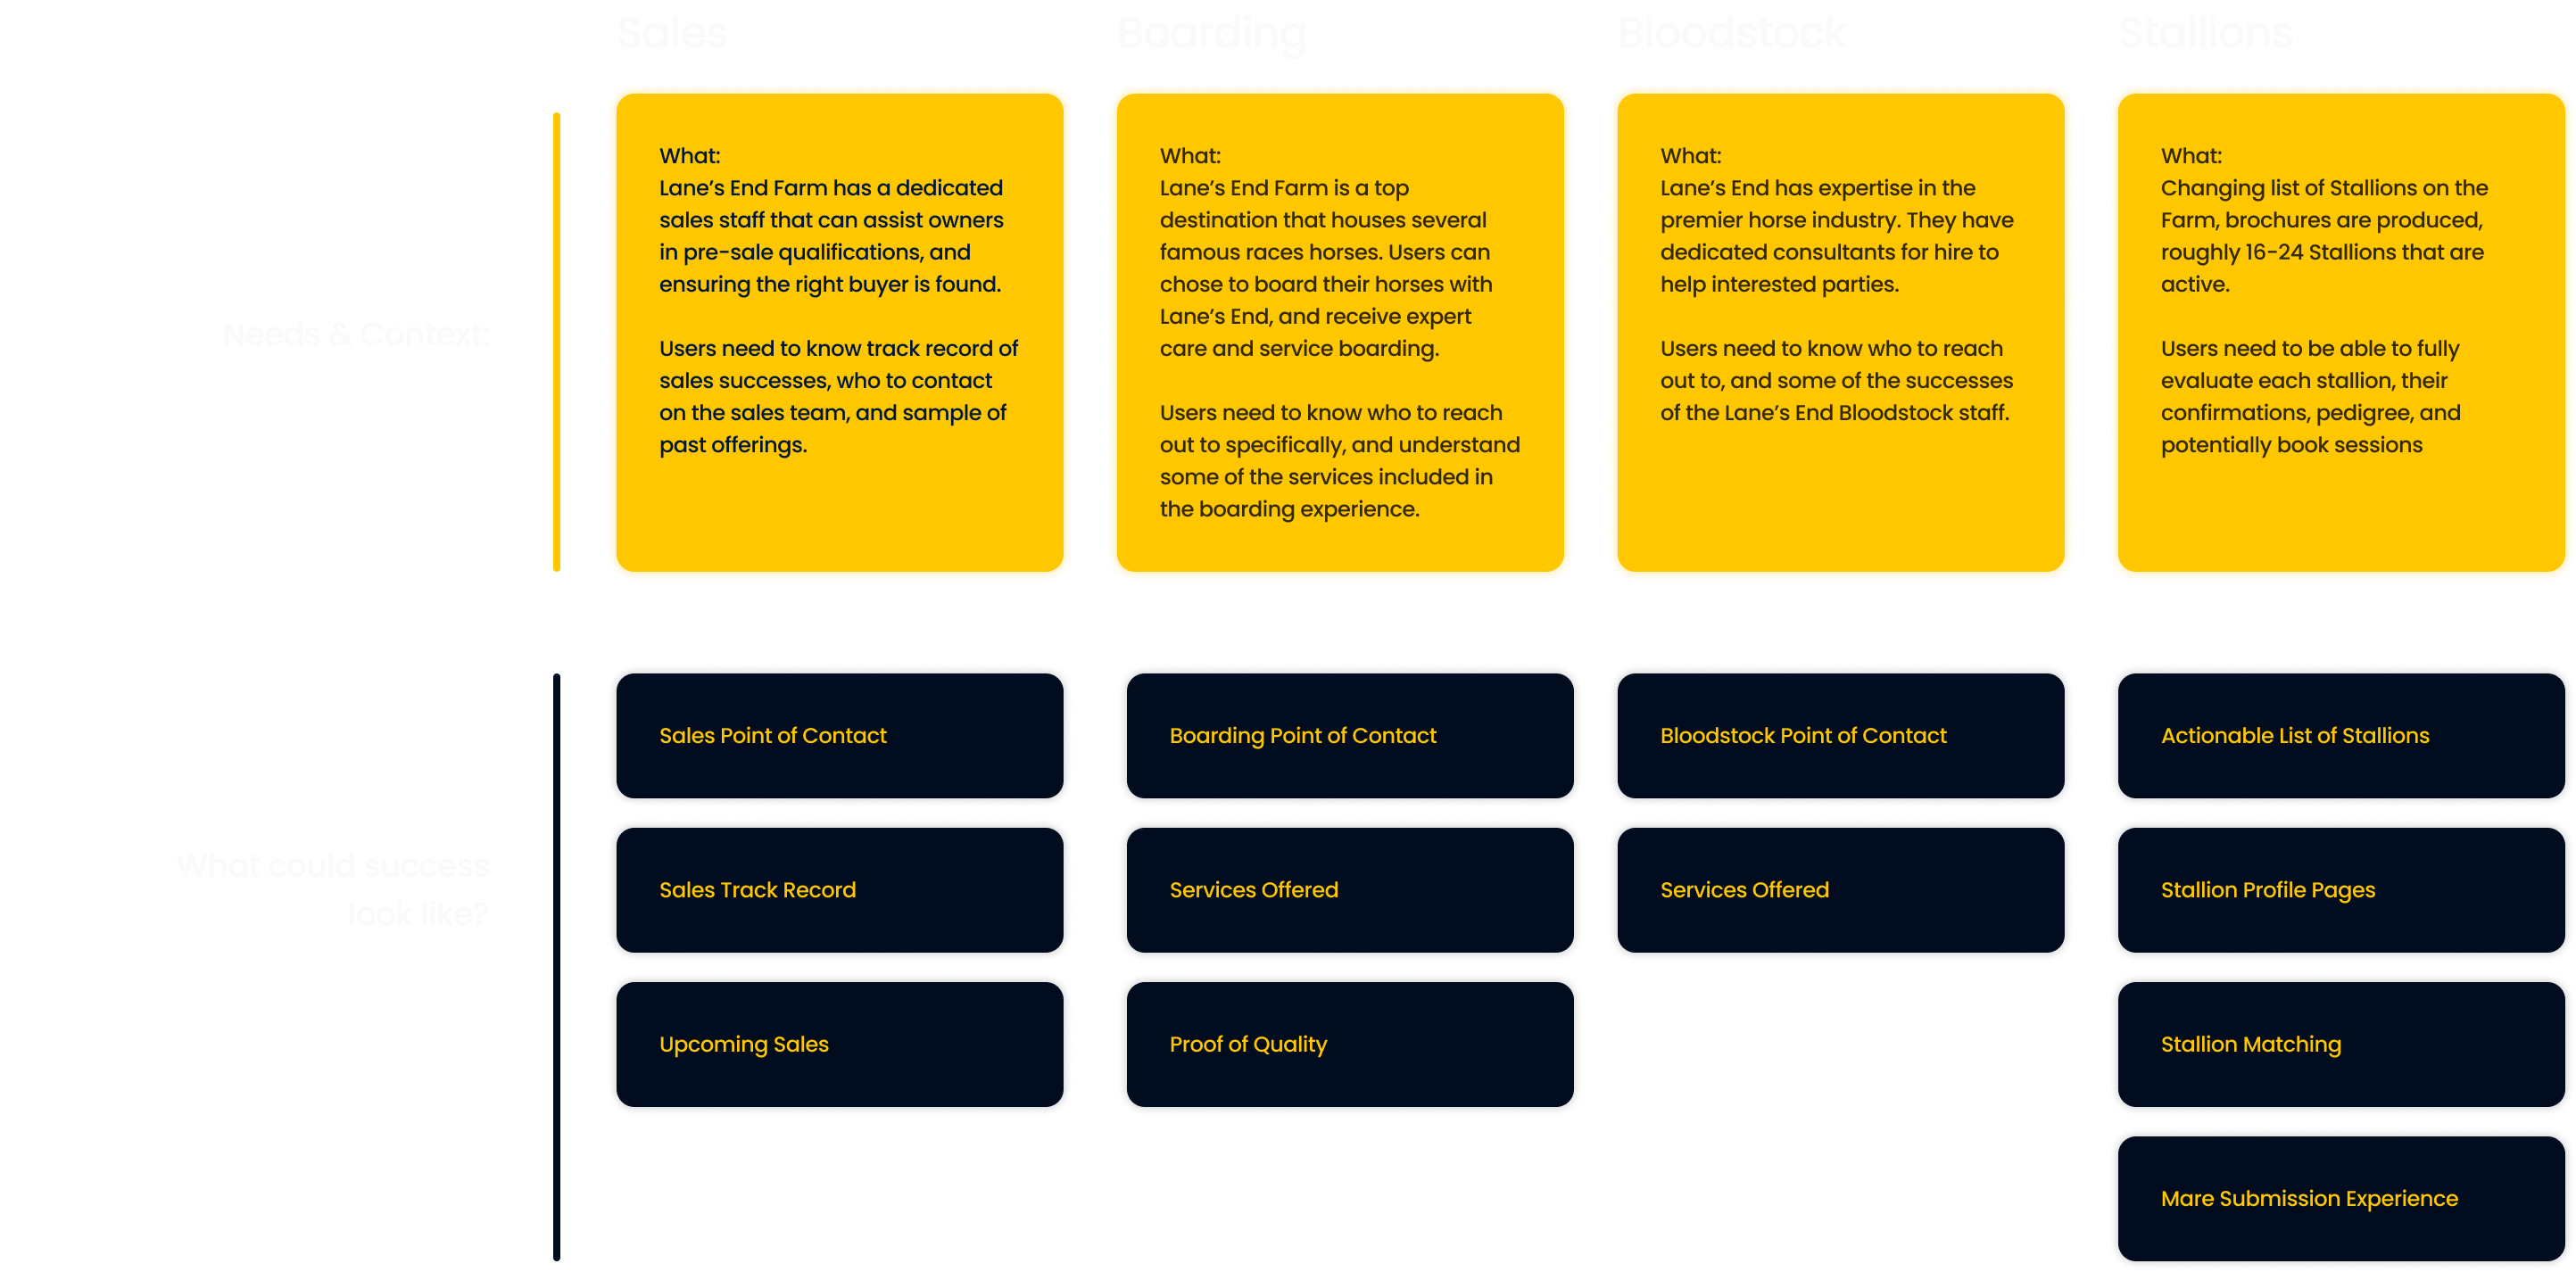 Sales
Boarding
Bloodstock
Stallions
Needs & Context:
What:
Lane’s End Farm has a dedicated
sales staff that can assist owners
in pre-sale qualifications, and
ensuring the right buyer is found.
Users need to know track record of
sales successes, who to contact
on the sales team, and sample of
past offerings.
What:
Lane’s End Farm is a top
destination that houses several
famous races horses. Users can
chose to board their horses with
Lane’s End, and receive expert
care and service boarding.
Users need to know who to reach
out to specifically, and understand
some of the services included in
the boarding experience.
What:
Lane’s End has expertise in the
premier horse industry. They have
dedicated consultants for hire to
help interested parties.
Users need to know who to reach
out to, and some of the successes
of the Lane’s End Bloodstock staff.
What:
Changing list of Stallions on the
Farm, brochures are produced,
roughly 16-24 Stallions that are
active.
Users need to be able to fully
evaluate each stallion, their
confirmations, pedigree, and
potentially book sessions
What could success
look like?
Sales Point of Contact
Sales Track Record
Upcoming Sales
Boarding Point of Contact
Services Offered
Proof of Quality
Bloodstock Point of Contact
Services Offered
Actionable List of Stallions
Stallion Profile Pages
Stallion Matching
Mare Submission Experience